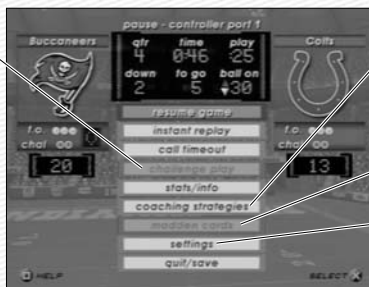 pause - controller port 1
Buccaneers
Colts
qtr time play
4 0:46 :25
down to go ball on
2 5 30
resume game
instant replay
call timeout
challenge play
stats/info
coaching strategies
madden cards
settings
quit/save
t.o.
chal
20
t.o.
chal
13
HELP
SELECT